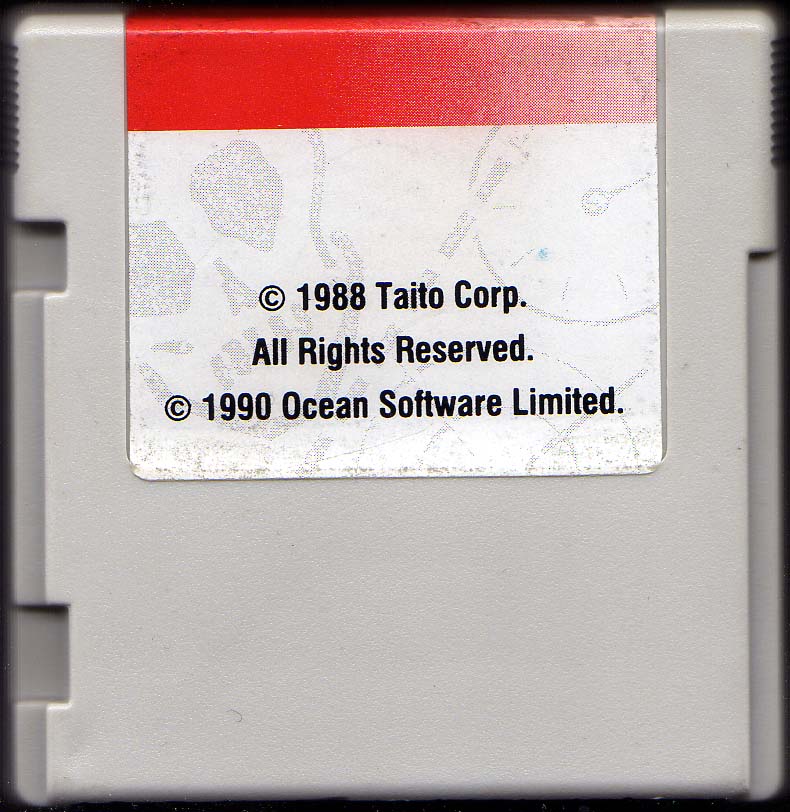 © 1988 Taito Corp.
All Rights Reserved.
© 1990 Ocean Software Limited.